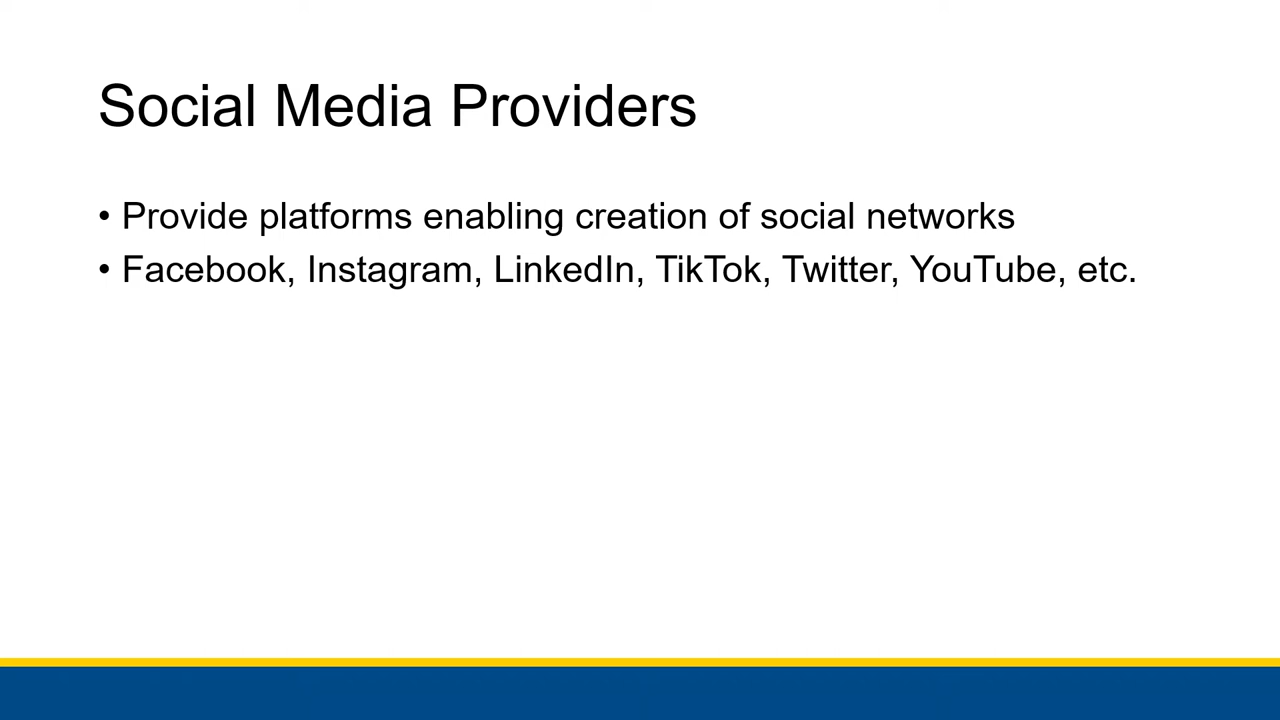 Social Media Providers
• Provide platforms enabling creation of social networks
• Facebook, Instagram, LinkedIn, TikTok, Twitter, YouTube, etc.